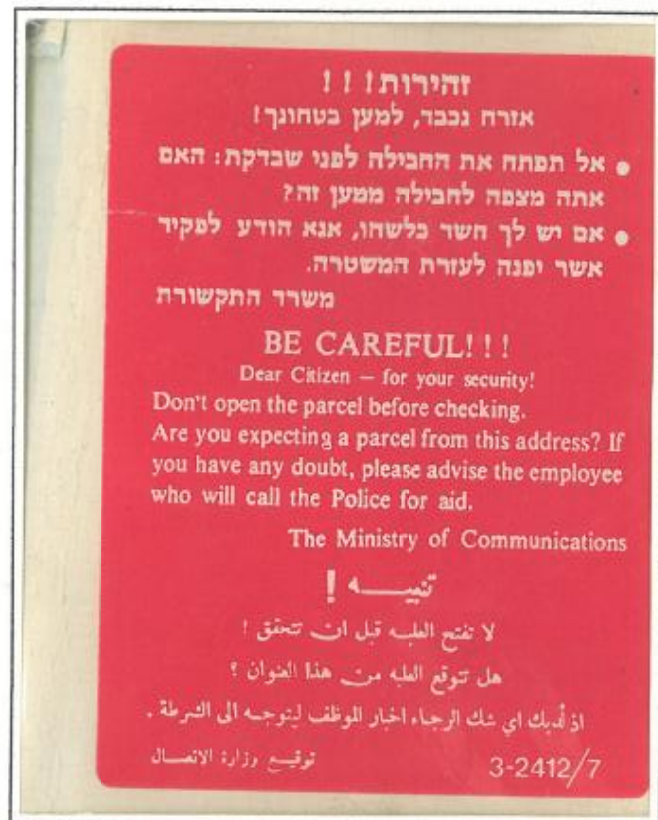 זהירות!!!
אזרח נכבד, למען בטחונך!
● אל תפתח את החבילה לפני שבדקת: האם
אתה מצפה לחבילה ממען זה?
● אם יש לך חשד כלשהו, אנא הודע לפקיד
אשר יפנה לעזרת המשטרה.
משרד התקשורת
BE CAREFUL!!!
Dear Citizen — for your security!
Don't open the parcel before checking.
Are you expecting a parcel from this address? If
you have any doubt, please advise the employee
who will call the Police for aid.
The Ministry of Communications
تنبيــــه !
لا تفتح العلبه قبل ان تتحقق !
هل تتوقع العلبه من هذا العنوان ؟
اذ لديك اي شك الرجاء اخبار الموظف ليتوجه الى الشرطة .
توقيع وزارة الاتصال
3-2412/7